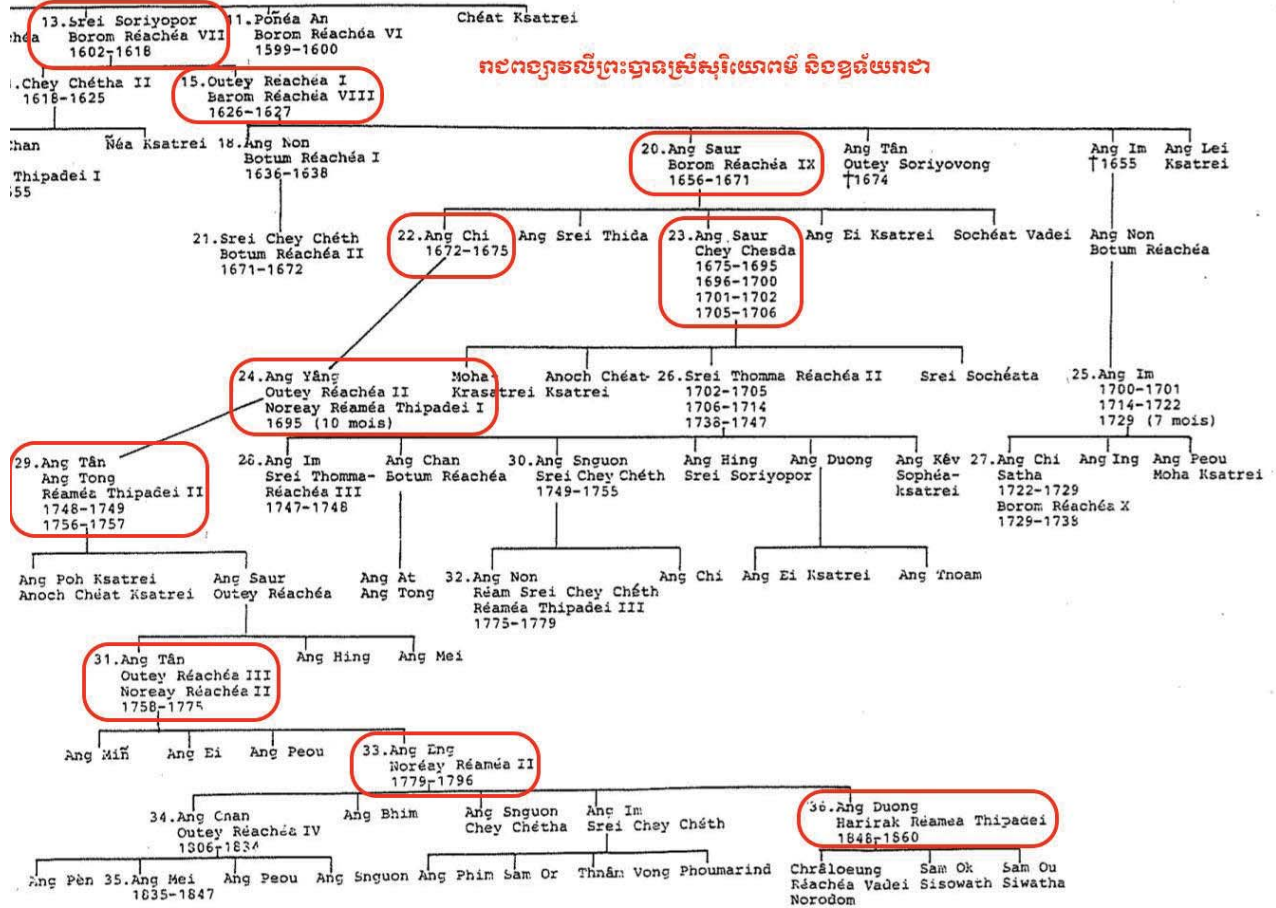 13.Srei Soriyopor
Borom Réachéa VII
1602-1618
11.Poñéa An
Borom Réachéa VI
1599-1600
Chéat Ksatrei
រាជពង្សាវលីព្រះបាទស្រីសុរិយោពម៌ និងឧទ័យរាជា
.Chey Chétha II
1618-1625
15.Outey Réachéa I
Barom Réachéa VIII
1626-1627
Chan
Thipadei I
Ñéa Ksatrei
18.Ang Non
Botum Réachéa I
1636-1638
20.Ang Saur
Borom Réachéa IX
1656-1671
Ang Tân
Outey Soriyovong
†1674
Ang Im
†1655
Ang Lei
Ksatrei
21.Srei Chey Chéth
Botum Réachéa II
1671-1672
22.Ang Chi
1672-1675
Ang Srei Thida
23.Ang Saur
Chey Chesda
1675-1695
1696-1700
1701-1702
1705-1706
Ang Ei Ksatrei
Sochéat Vadei
Ang Non
Botum Réachéa
24.Ang Yâng
Outey Réachéa II
Noreay Réaméa Thipadei I
1695 (10 mois)
Moha-
Krasatrei
Anoch Chéat-
Ksatrei
26.Srei Thomma Réachéa II
1702-1705
1706-1714
1738-1747
Srei Sochéata
25.Ang Im
1700-1701
1714-1722
1729 (7 mois)
29.Ang Tân
Ang Tong
Réaméa Thipadei II
1748-1749
1756-1757
28.Ang Im
Srei Thomma-
Réachéa III
1747-1748
Ang Chan
Botum Réachéa
30.Ang Snguon
Srei Chey Chéth
1749-1755
Ang Hing
Srei Soriyopor
Ang Duong
Ang Kêv
Sophéa-
ksatrei
27.Ang Chi
Satha
1722-1729
Borom Réachéa X
1729-1738
Ang Ing
Ang Peou
Moha Ksatrei
Ang Poh Ksatrei
Anoch Chéat Ksatrei
Ang Saur
Outey Réachéa
Ang At
Ang Tong
32.Ang Non
Réam Srei Chey Chéth
Réaméa Thipadei III
1775-1779
Ang Chi
Ang Ei Ksatrei
Ang Tnoam
31.Ang Tân
Outey Réachéa III
Noreay Réachéa II
1758-1775
Ang Hing
Ang Mei
Ang Miñ
Ang Ei
Ang Peou
33.Ang Eng
Noréay Réaméa II
1779-1796
34.Ang Chan
Outey Réachéa IV
1806-1834
Ang Bhim
Ang Snguon
Chey Chétha
Ang Im
Srei Chey Chéth
36.Ang Duong
Harirak Réamea Thipadei
1848-1860
Ang Pèn
35.Ang Mei
1835-1847
Ang Peou
Ang Snguon
Ang Phim
Sam Or
Thnâm Vong
Phoumarind
Chrâloeung
Réachéa Vadei
Norodom
Sam Ok
Sisowath
Sam Ou
Siwatha